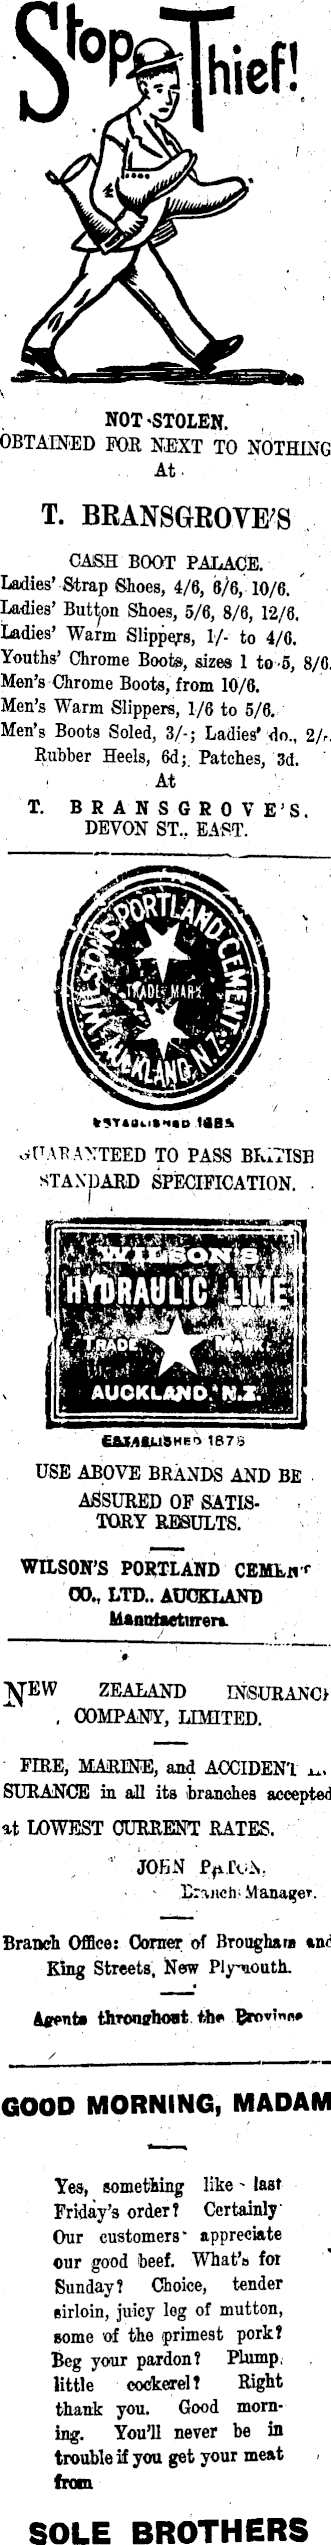 Stop Thief!
NOT STOLEN.
OBTAINED FOR NEXT TO NOTHING
At
T. BRANSGROVE'S
CASH BOOT PALACE.
Ladies' Strap Shoes, 4/6, 6/6, 10/6.
Ladies' Button Shoes, 5/6, 8/6, 12/6.
Ladies' Warm Slippers, 1/- to 4/6.
Youths' Chrome Boots, sizes 1 to 5, 8/6.
Men's Chrome Boots, from 10/6.
Men's Warm Slippers, 1/6 to 5/6.
Men's Boots Soled, 3/-; Ladies' do., 2/-
Rubber Heels, 6d; Patches, 3d.
At
T. BRANSGROVE'S.
DEVON ST., EAST.
WILSON'S PORTLAND CEMENT
TRADE MARK
AUCKLAND, N.Z.
ESTABLISHED
GUARANTEED TO PASS BRITISH
STANDARD SPECIFICATION.
WILSON'S
HYDRAULIC LIME
TRADE MARK
AUCKLAND, N.Z.
ESTABLISHED 1878
USE ABOVE BRANDS AND BE
ASSURED OF SATIS-
TORY RESULTS.
WILSON'S PORTLAND CEMENT
CO., LTD., AUCKLAND
Manufacturers.
NEW ZEALAND INSURANCE
COMPANY, LIMITED.
FIRE, MARINE, and ACCIDENT
SURANCE in all its branches accepted
at LOWEST CURRENT RATES.
JOHN PATON,
Branch Manager.
Branch Office: Corner of Brougham and
King Streets, New Plymouth.
Agents throughout the Province
GOOD MORNING, MADAM
Yes, something like last
Friday's order? Certainly
Our customers appreciate
our good beef. What's for
Sunday? Choice, tender
sirloin, juicy leg of mutton,
some of the primest pork?
Beg your pardon? Plump
little cockerel? Right
thank you. Good morn-
ing. You'll never be in
trouble if you get your meat
from
SOLE BROTHERS